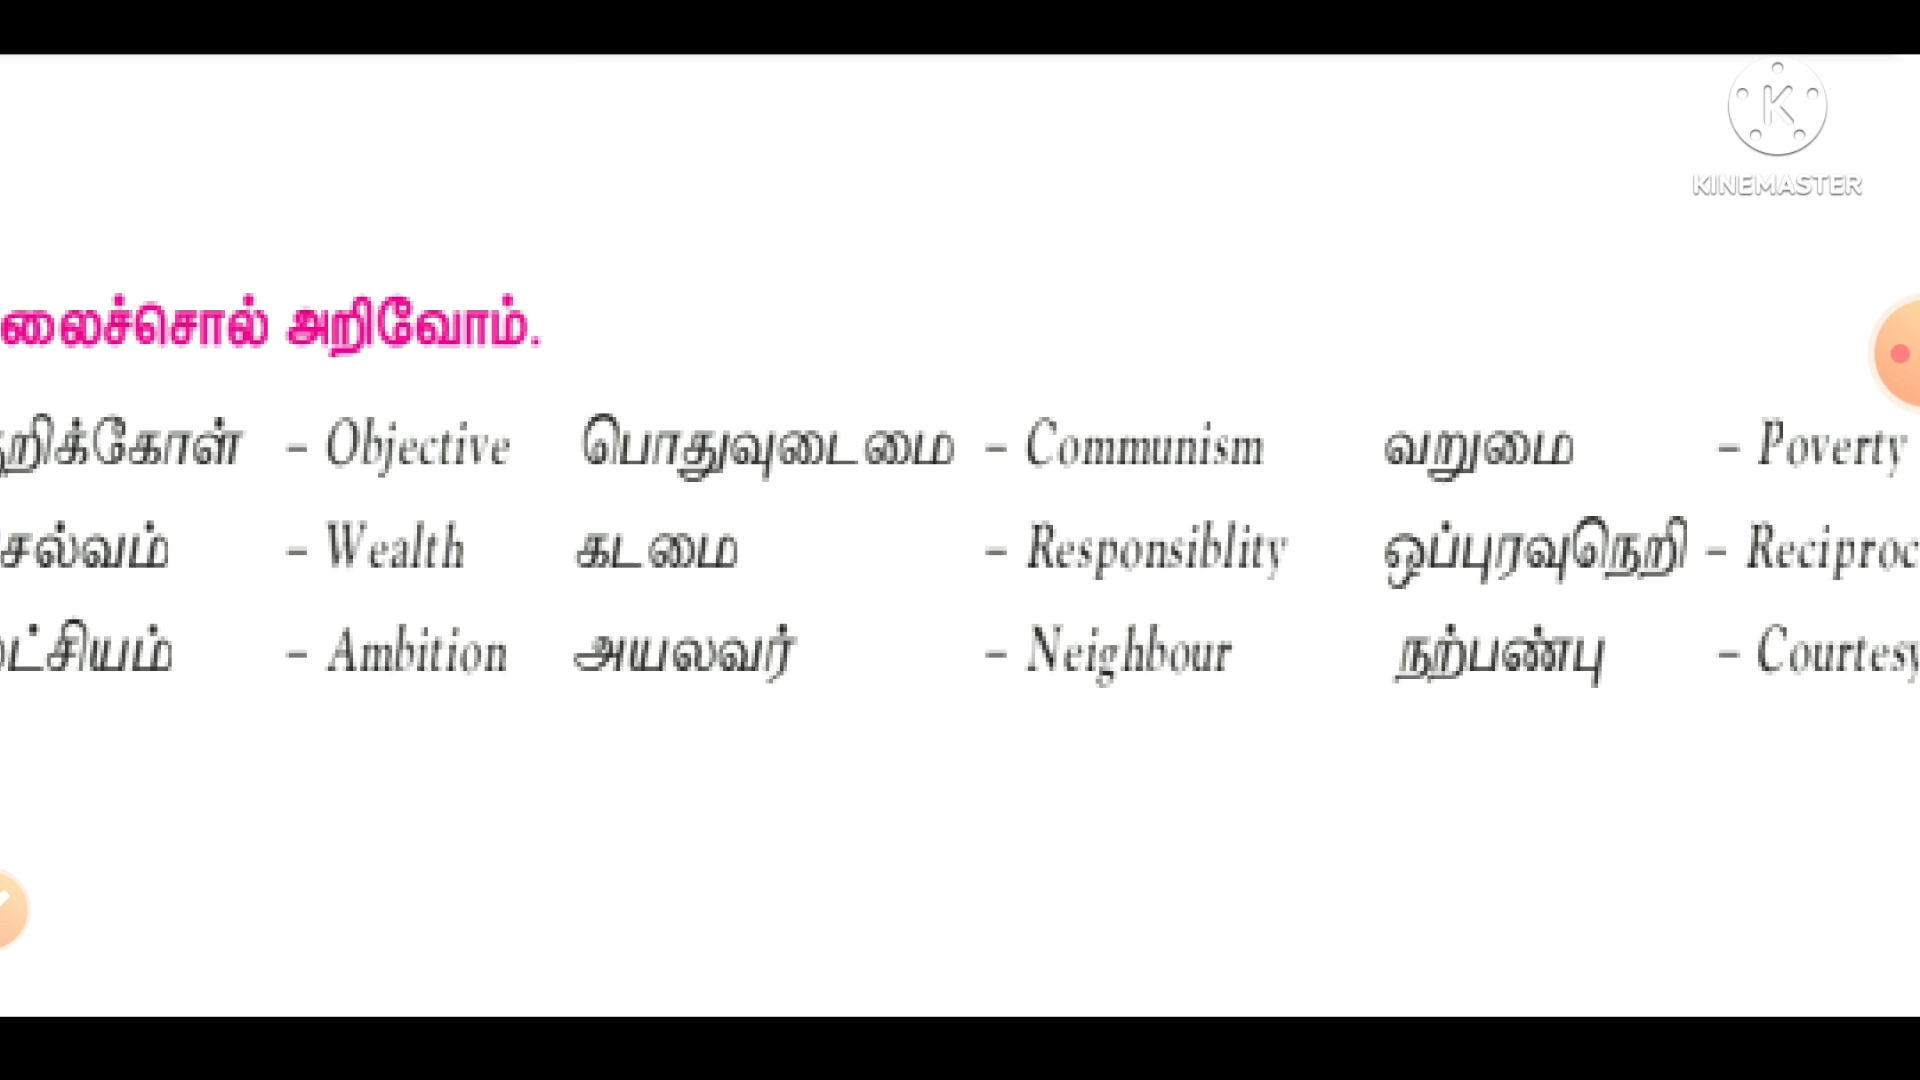 KINEMASTER
லைச்சொல் அறிவோம்.
றிக்கோள் – Objective பொதுவுடைமை – Communism வறுமை – Poverty
செல்வம் – Wealth கடமை – Responsiblity ஒப்புரவுநெறி – Reciproc
ட்சியம் – Ambition அயலவர் – Neighbour நற்பண்பு – Courtesy